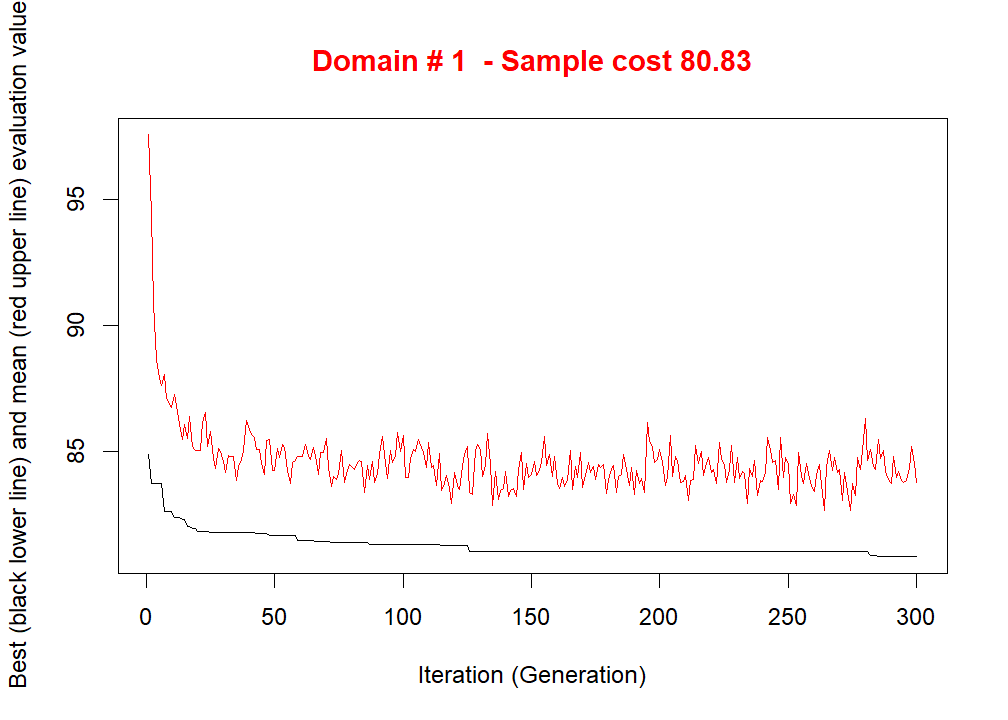 Domain # 1  - Sample cost 80.83
Best (black lower line) and mean (red upper line) evaluation value
95
90
85
0 50 100 150 200 250 300
Iteration (Generation)